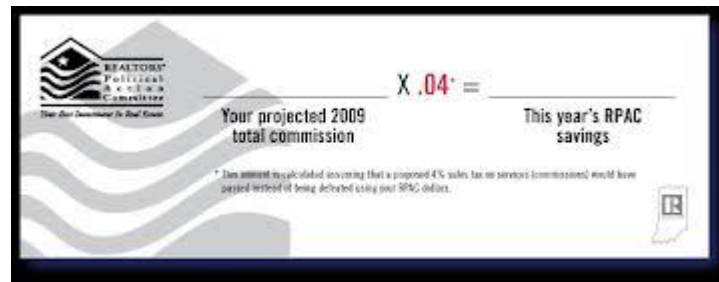 REALTORS®
Political
Action
Committee
Your Best Investment In Real Estate
X .04* =
Your projected 2009
total commission
This year's RPAC
savings
* This amount is calculated assuming that a proposed 4% sales tax on services (commissions) would have
passed instead of being defeated using your RPAC dollars.
R